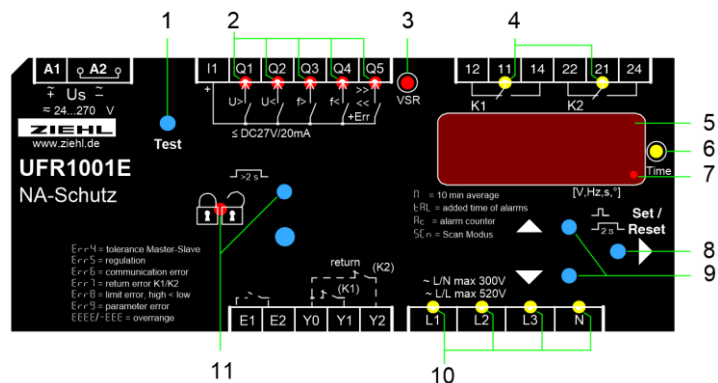 1 2 3 4
A1 A2
I1 Q1 Q2 Q3 Q4 Q5
12 11 14 22 21 24
Us
≂ 24...270 V
ZIEHL
www.ziehl.de
UFR1001E
NA-Schutz
Test
+ U> U< f> f< >> <<
+Err
≤ DC27V/20mA
VSR
K1 K2
5
6
Time
7
[V,Hz,s,°]
>2 s
n = 10 min average
tAL = added time of alarms
Ac = alarm counter
SCn = Scan Modus
2 s
Set /
Reset
8
9
Err4 = tolerance Master-Slave
Err5 = regulation
Err6 = communication error
Err7 = return error K1/K2
Err8 = limit error, high < low
Err9 = parameter error
EEEE/-EEE = overrange
return
(K2)
(K1)
~ L/N max 300V
~ L/L max 520V
E1 E2 Y0 Y1 Y2
L1 L2 L3 N
11 10